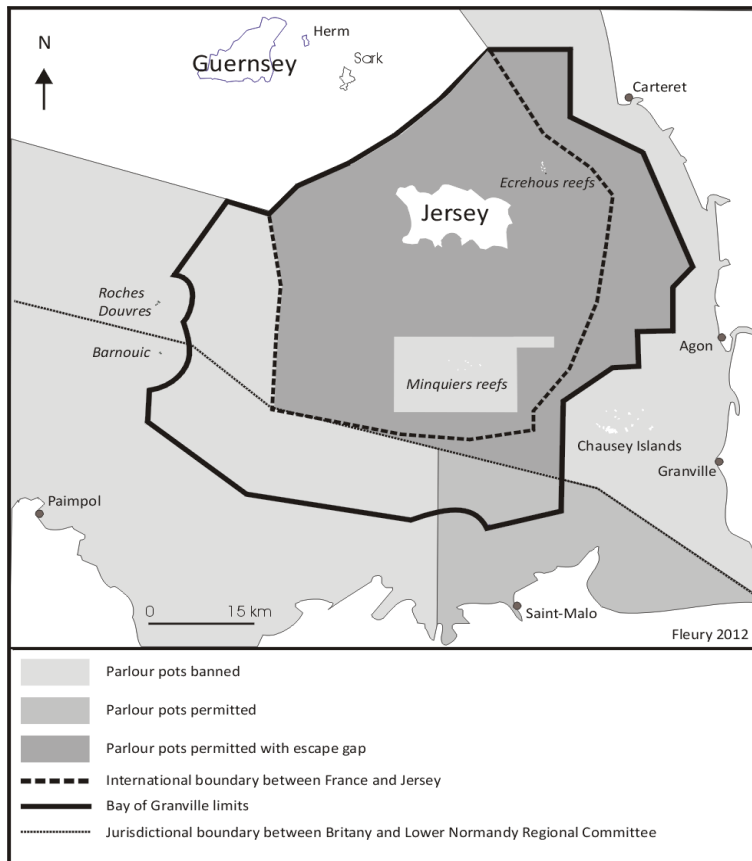 N
Herm
Guernsey
Sark
Carteret
Ecrehous reefs
Jersey
Roches
Douvres
Barnouic
Agon
Minquiers reefs
Chausey Islands
Granville
Paimpol
0 15 km
Saint-Malo
Fleury 2012
Parlour pots banned
Parlour pots permitted
Parlour pots permitted with escape gap
International boundary between France and Jersey
Bay of Granville limits
Jurisdictional boundary between Britany and Lower Normandy Regional Committee